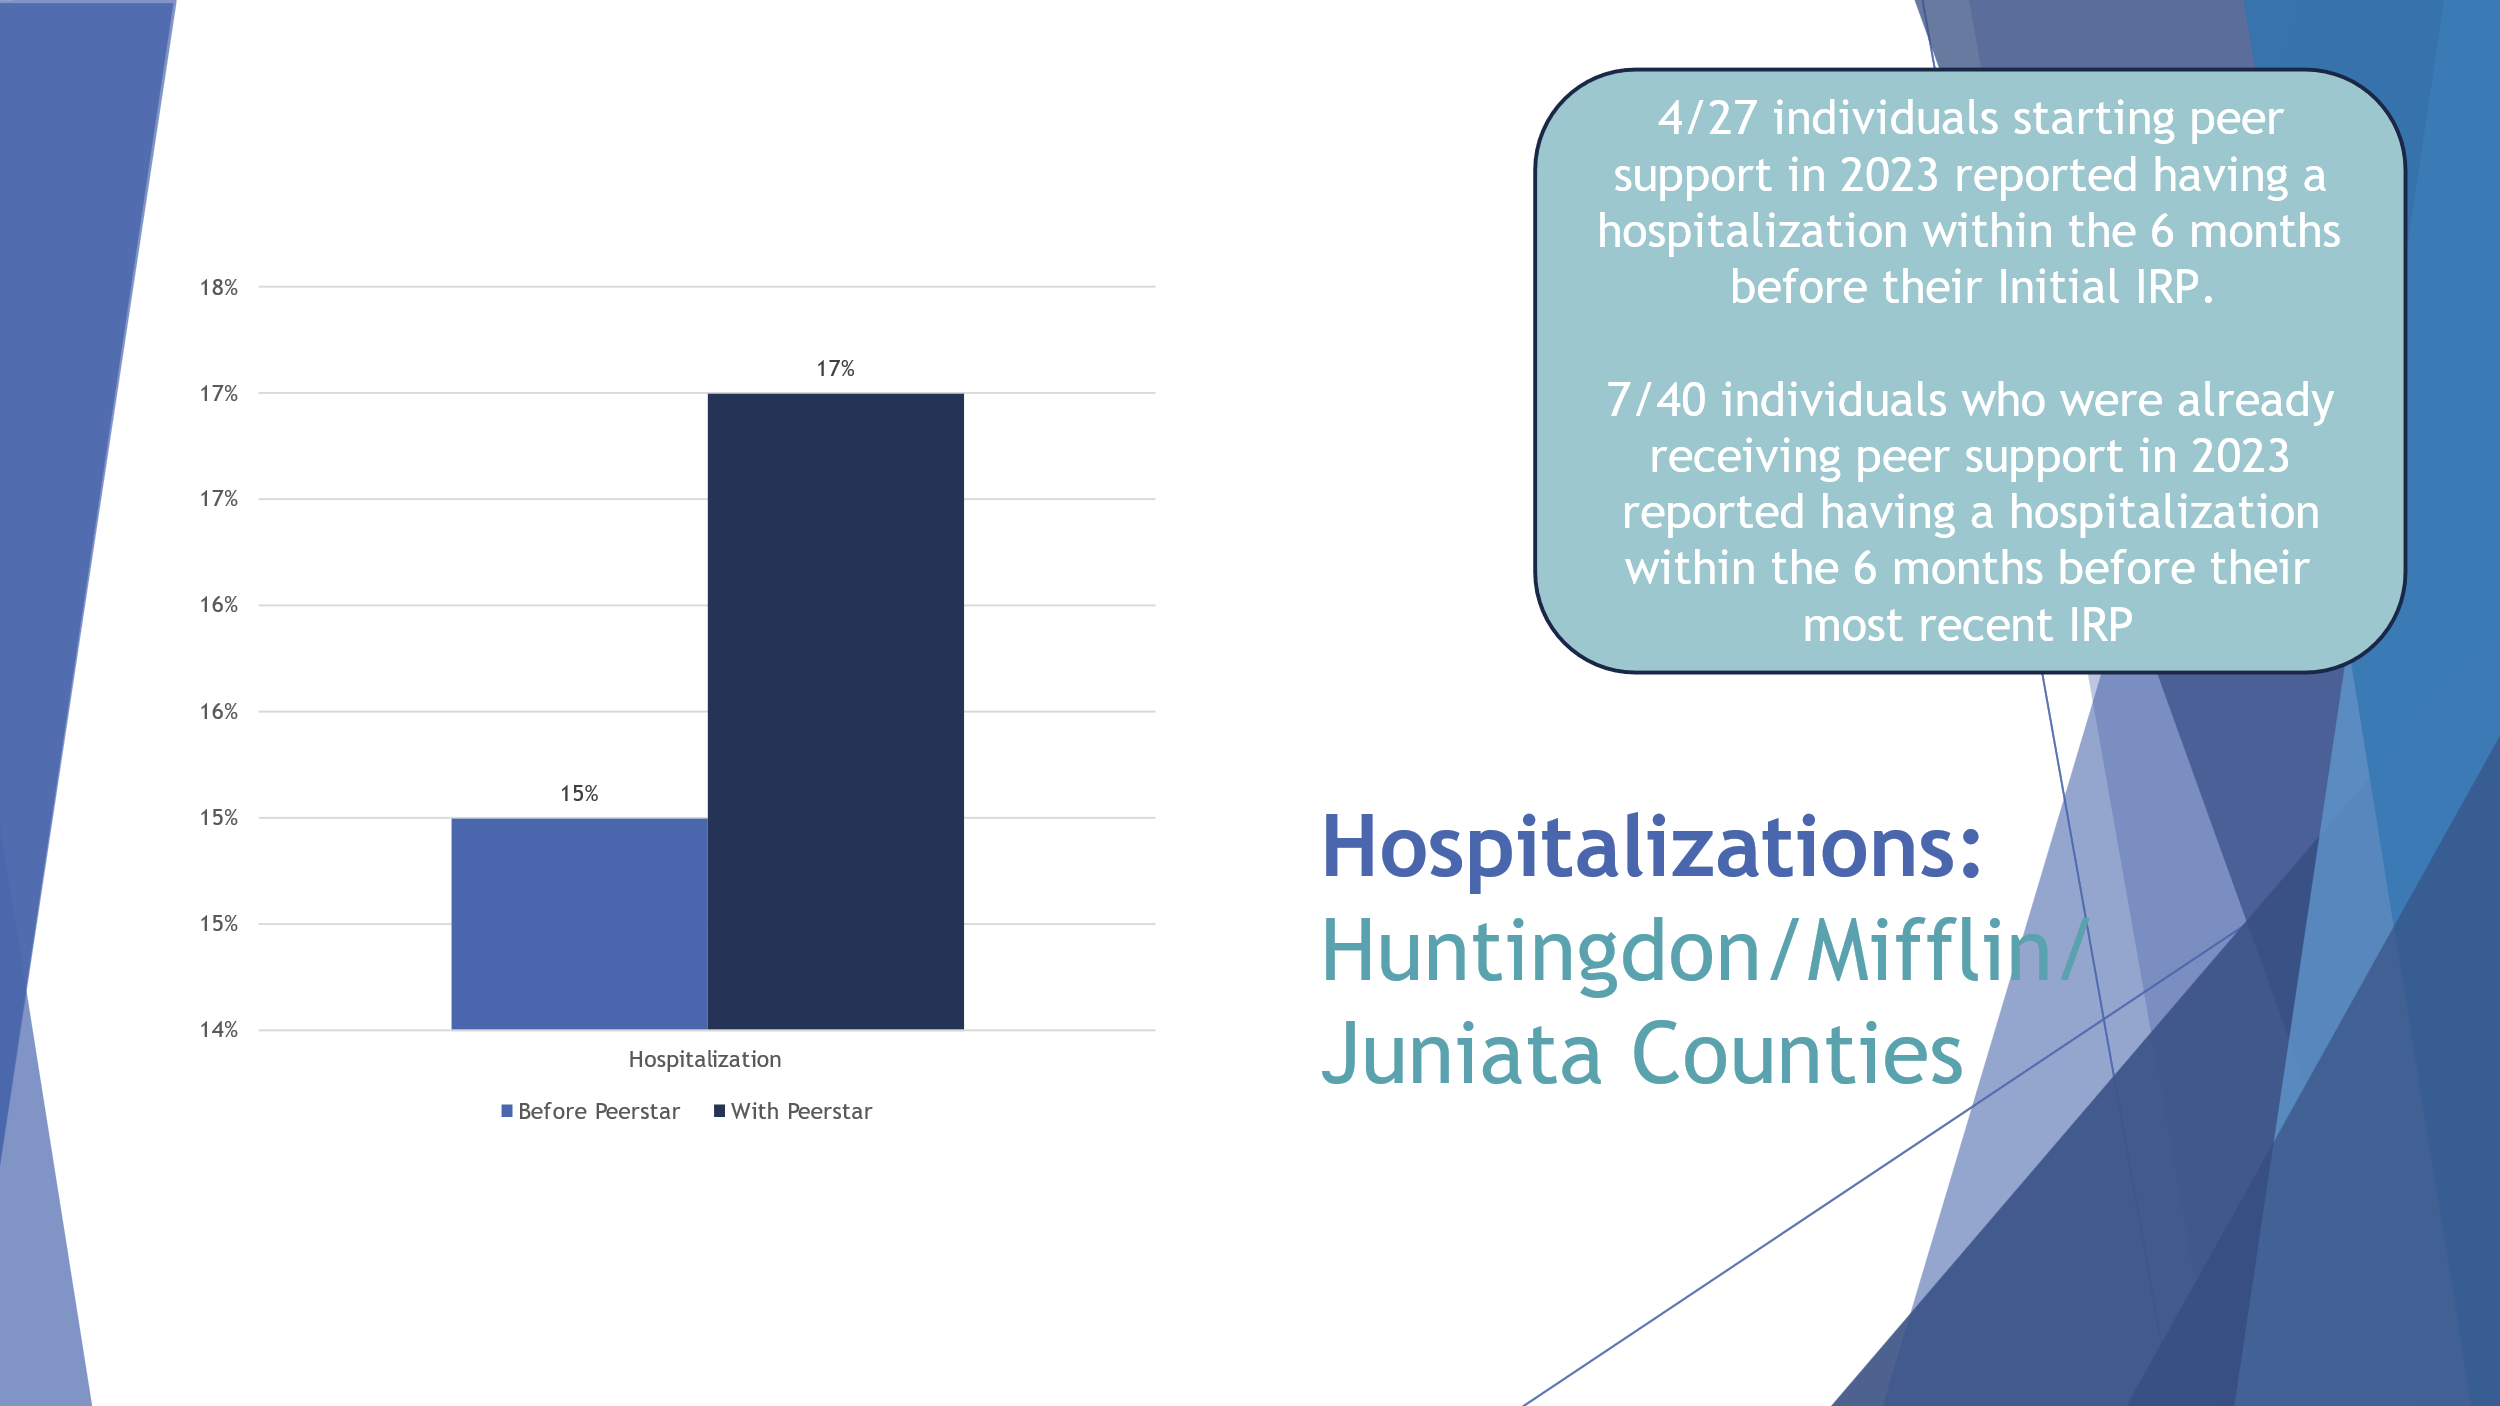 4/27 individuals starting peer
support in 2023 reported having a
hospitalization within the 6 months
before their Initial IRP.
7/40 individuals who were already
receiving peer support in 2023
reported having a hospitalization
within the 6 months before their
most recent IRP
18%
17%
17%
17%
16%
16%
15%
15%
15%
14%
Hospitalization
Before Peerstar
With Peerstar
Hospitalizations:
Huntingdon/Mifflin/
Juniata Counties